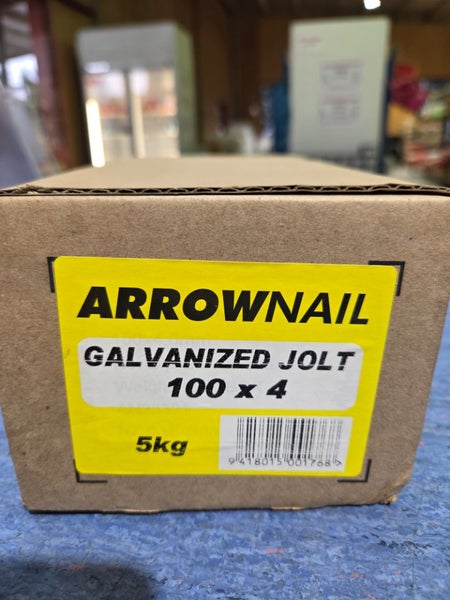 ARROWNAIL
GALVANIZED JOLT
100 x 4
5kg
9 418015 001768 >